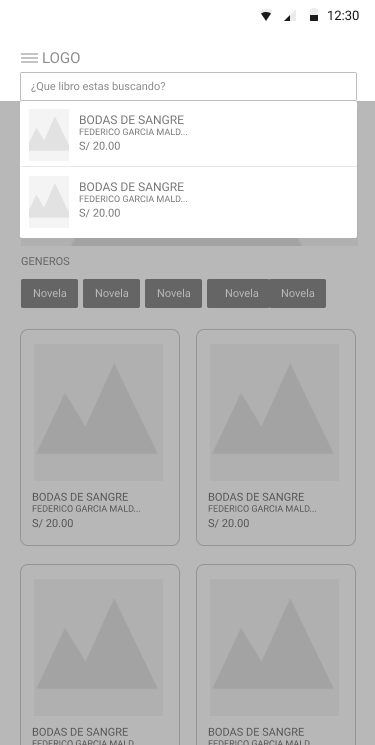 12:30
LOGO
¿Que libro estas buscando?
BODAS DE SANGRE
FEDERICO GARCIA MALD...
S/ 20.00
BODAS DE SANGRE
FEDERICO GARCIA MALD...
S/ 20.00
GENEROS
Novela Novela Novela Novela Novela
BODAS DE SANGRE
FEDERICO GARCIA MALD...
S/ 20.00
BODAS DE SANGRE
FEDERICO GARCIA MALD...
S/ 20.00
BODAS DE SANGRE
FEDERICO GARCIA MALD...
BODAS DE SANGRE
FEDERICO GARCIA MALD...